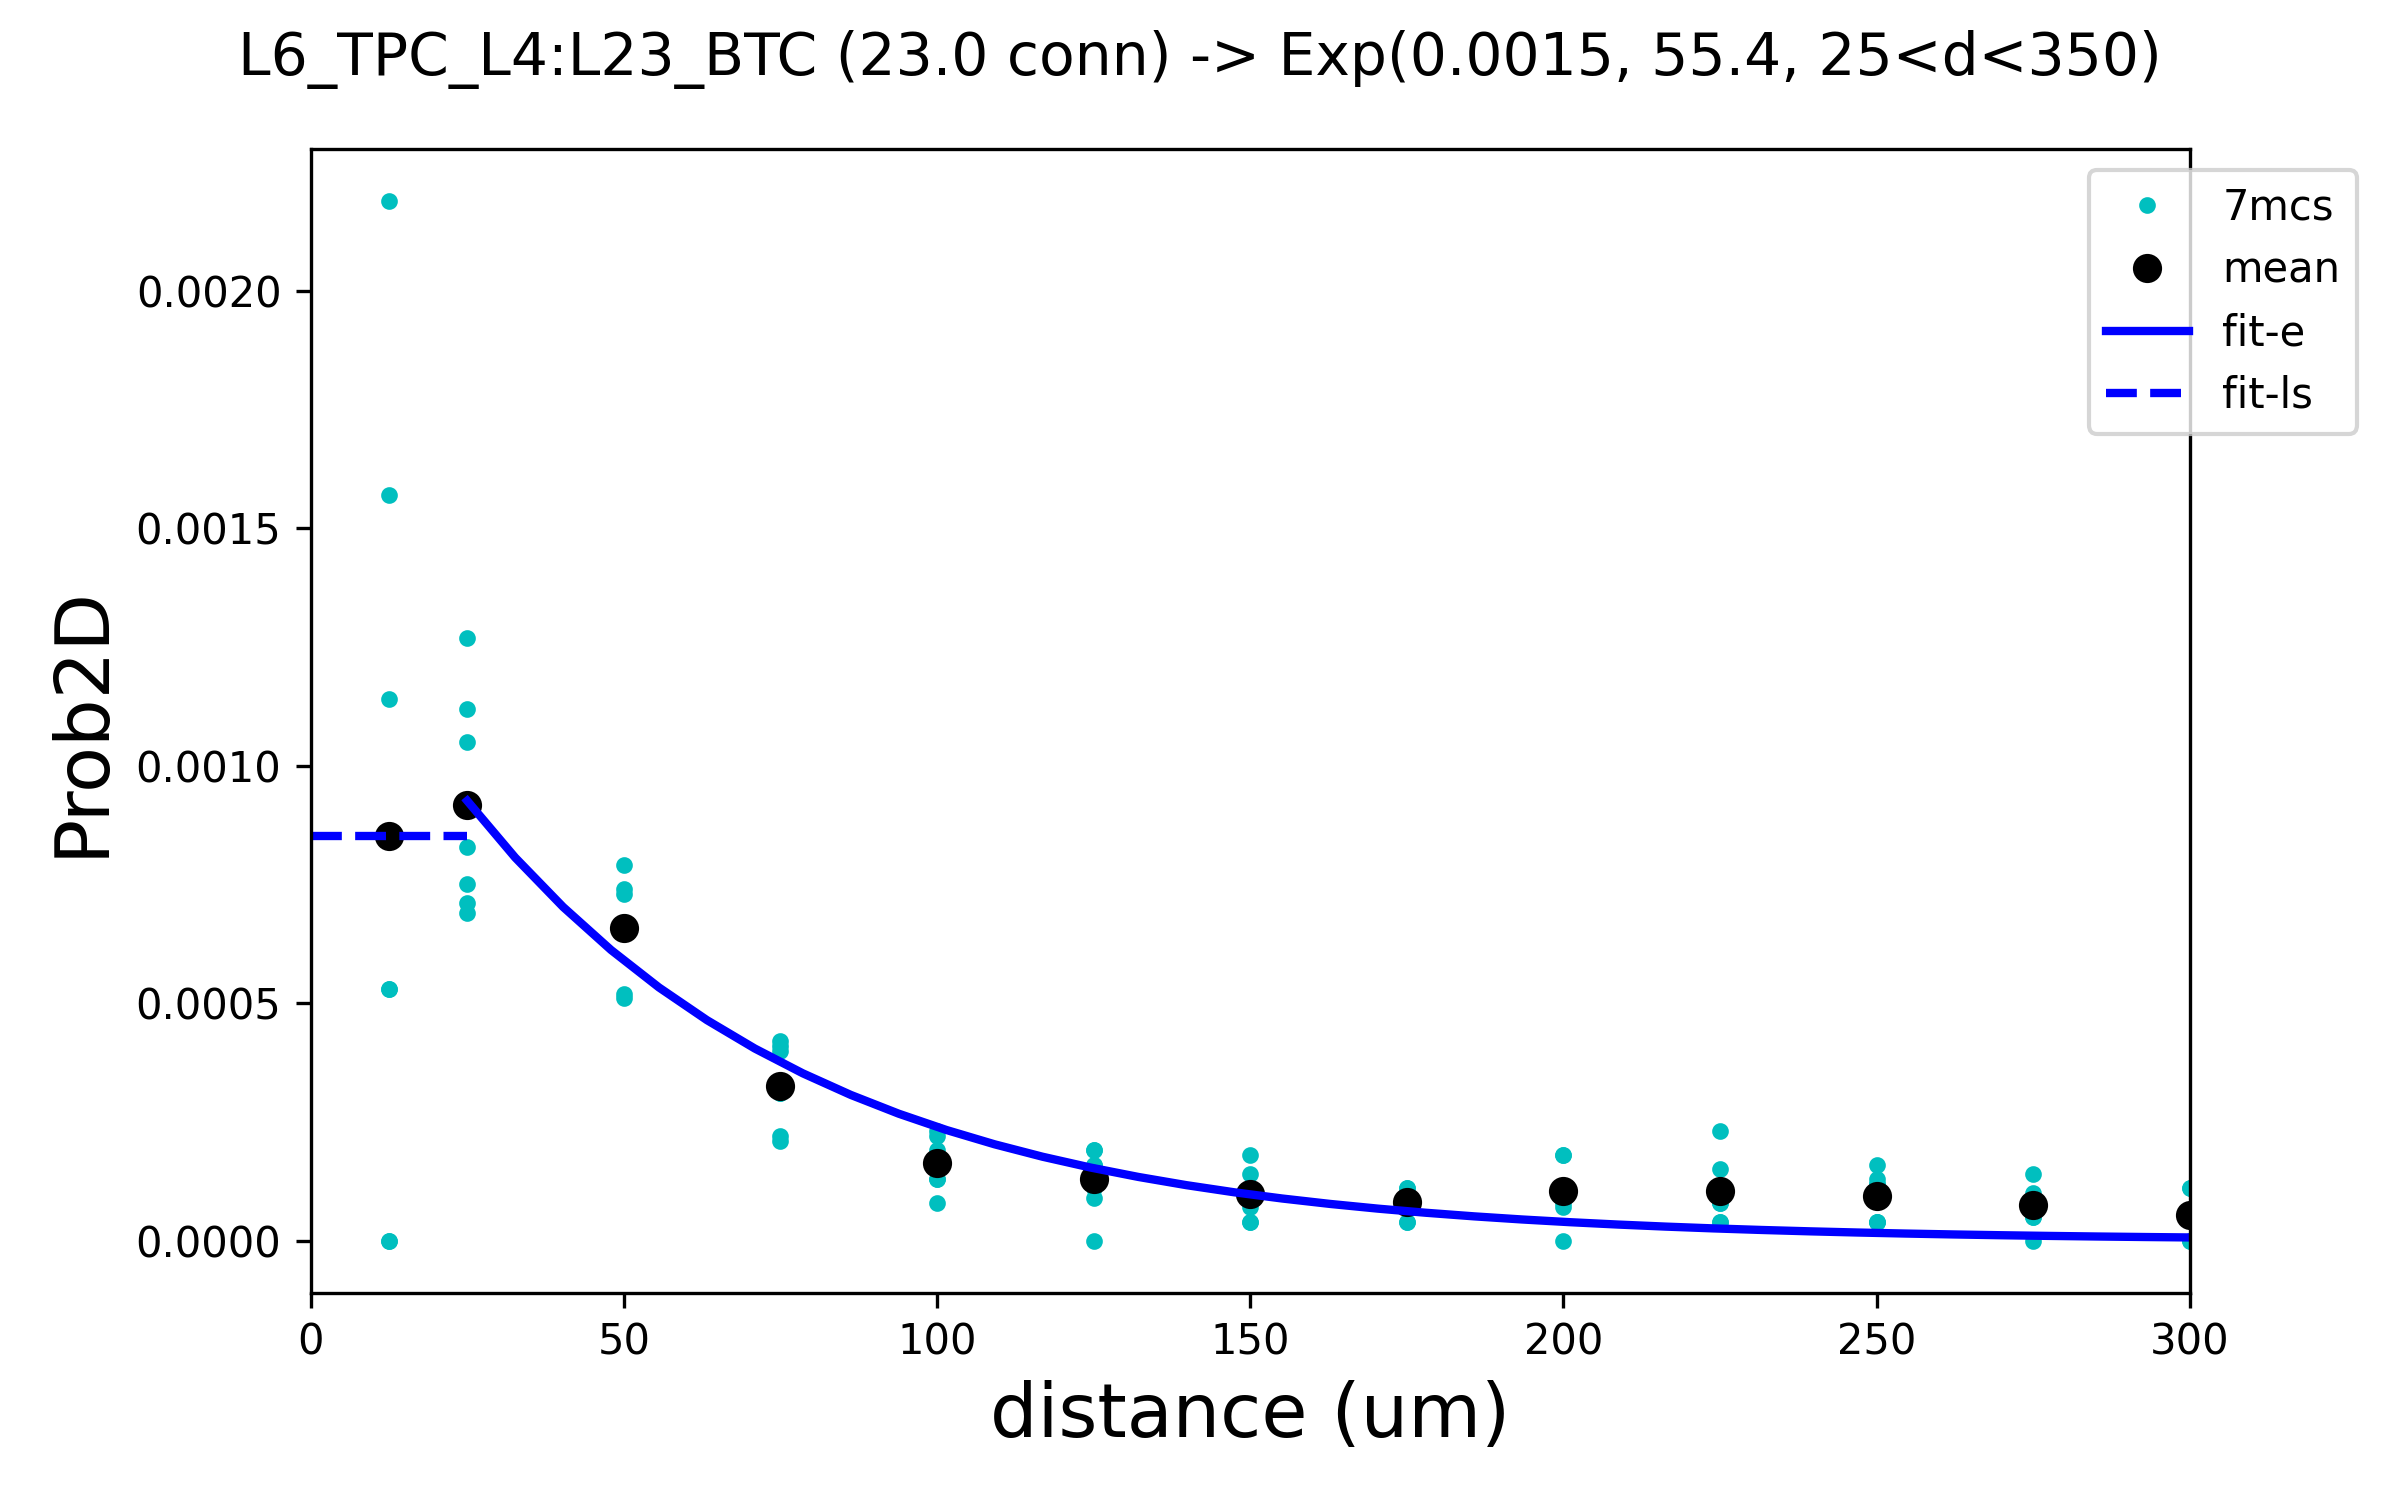 L6_TPC_L4:L23_BTC (23.0 conn) -> Exp(0.0015, 55.4, 25<d<350)
7mcs
mean
fit-e
fit-ls
Prob2D
0.0020
0.0015
0.0010
0.0005
0.0000
0 50 100 150 200 250 300
distance (um)